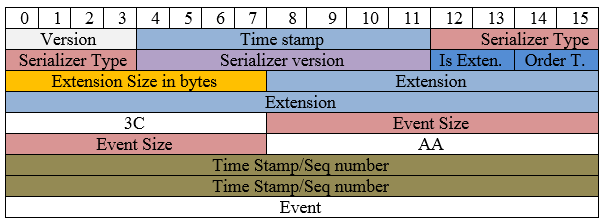 0 1 2 3 4 5 6 7 8 9 10 11 12 13 14 15
Version Time stamp Serializer Type
Serializer Type Serializer version Is Exten. Order T.
Extension Size in bytes Extension
Extension
3C Event Size
Event Size AA
Time Stamp/Seq number
Time Stamp/Seq number
Event